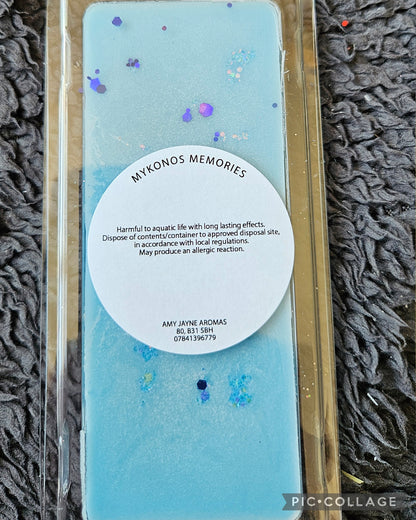 MYKONOS MEMORIES
Harmful to aquatic life with long lasting effects.
Dispose of contents/container to approved disposal site,
in accordance with local regulations.
May produce an allergic reaction.
AMY JAYNE AROMAS
80, B31 5BH
07841396779
PIC•COLLAGE